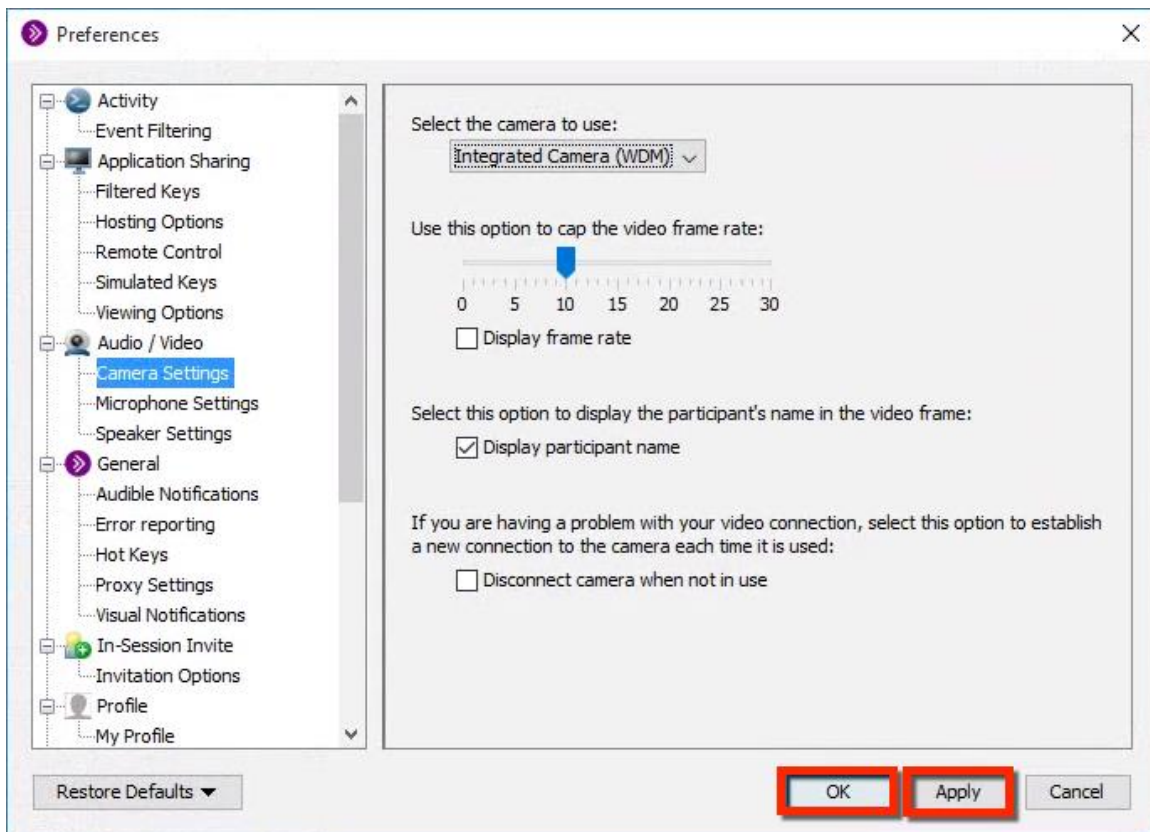 Preferences
Activity
Event Filtering
Application Sharing
Filtered Keys
Hosting Options
Remote Control
Simulated Keys
Viewing Options
Audio / Video
Camera Settings
Microphone Settings
Speaker Settings
General
Audible Notifications
Error reporting
Hot Keys
Proxy Settings
Visual Notifications
In-Session Invite
Invitation Options
Profile
My Profile
Select the camera to use:
Integrated Camera (WDM)
Use this option to cap the video frame rate:
0 5 10 15 20 25 30
Display frame rate
Select this option to display the participant's name in the video frame:
Display participant name
If you are having a problem with your video connection, select this option to establish
a new connection to the camera each time it is used:
Disconnect camera when not in use
Restore Defaults
OK
Apply
Cancel